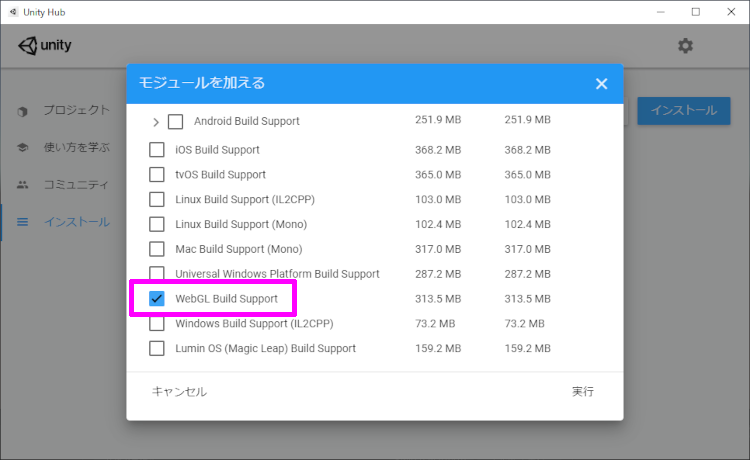 Unity Hub
unity
モジュールを加える
プロジェクト
使い方を学ぶ
コミュニティ
インストール
インストール
Android Build Support 251.9 MB 251.9 MB
iOS Build Support 368.2 MB 368.2 MB
tvOS Build Support 365.0 MB 365.0 MB
Linux Build Support (IL2CPP) 103.0 MB 103.0 MB
Linux Build Support (Mono) 102.4 MB 102.4 MB
Mac Build Support (Mono) 317.0 MB 317.0 MB
Universal Windows Platform Build Support 287.2 MB 287.2 MB
WebGL Build Support 313.5 MB 313.5 MB
Windows Build Support (IL2CPP) 73.2 MB 73.2 MB
Lumin OS (Magic Leap) Build Support 159.2 MB 159.2 MB
キャンセル 実行